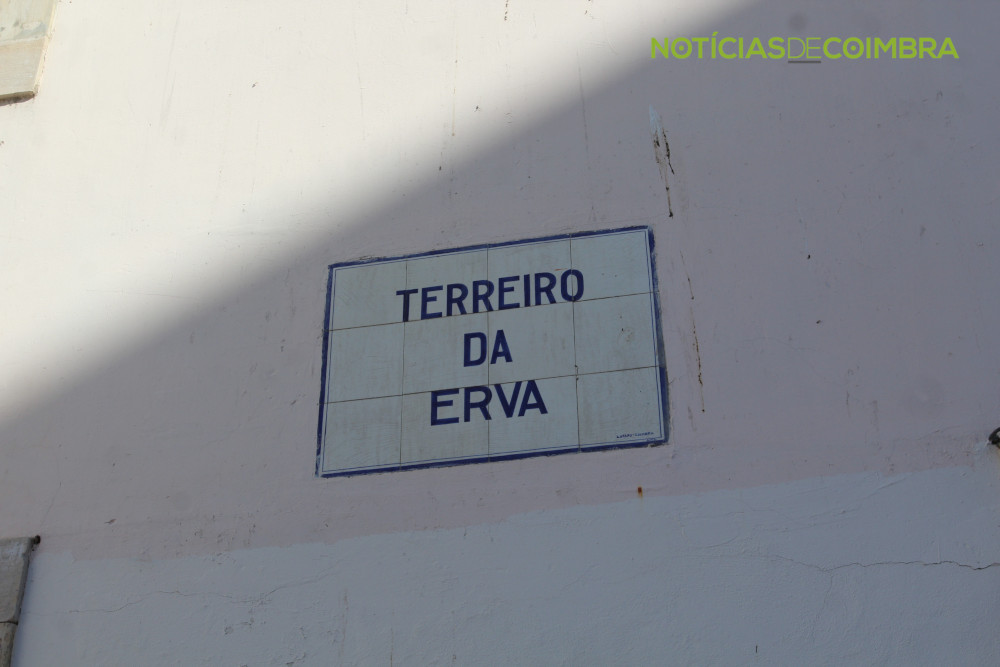 NOTÍCIASDECOIMBRA
TERREIRO
DA
ERVA